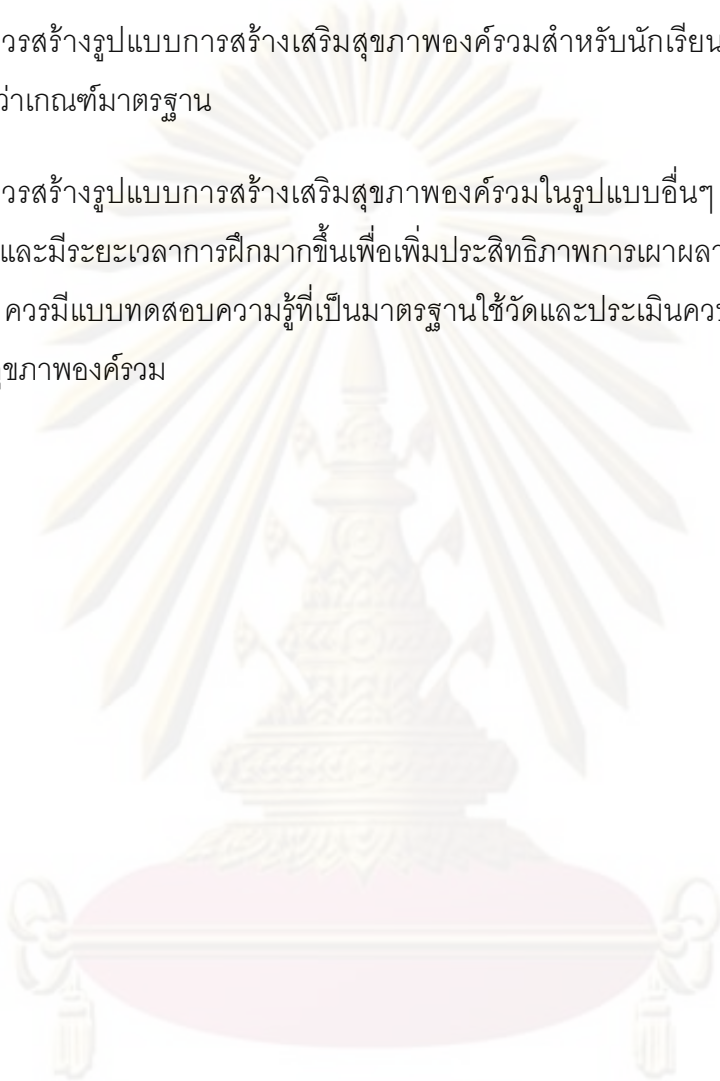 วรสร้างรูปแบบการสร้างเสริมสุขภาพองค์รวมสำหรับนักเรียน
ว่าเกณฑ์มาตรฐาน
วรสร้างรูปแบบการสร้างเสริมสุขภาพองค์รวมในรูปแบบอื่นๆ
และมีระยะเวลาการฝึกมากขึ้นเพื่อเพิ่มประสิทธิภาพการเผาผลา
ควรมีแบบทดสอบความรู้ที่เป็นมาตรฐานใช้วัดและประเมินควา
ุขภาพองค์รวม